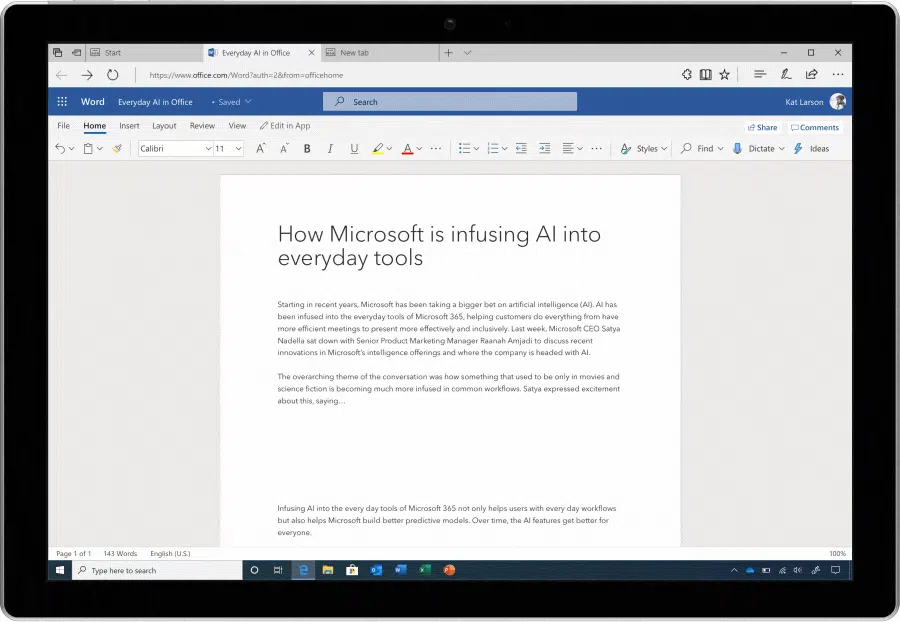 Start
Everyday AI in Office
New tab
https://www.office.com/Word?auth=2&from=officehome
Word
Everyday AI in Office
• Saved
Search
Kat Larson
File
Home
Insert
Layout
Review
View
Edit in App
Share
Comments
Calibri
11
A
A
B
I
U
A
Styles
Find
Dictate
Ideas
How Microsoft is infusing AI into
everyday tools
Starting in recent years, Microsoft has been taking a bigger bet on artificial intelligence (AI). AI has
been infused into the everyday tools of Microsoft 365, helping customers do everything from have
more efficient meetings to present more effectively and inclusively. Last week, Microsoft CEO Satya
Nadella sat down with Senior Product Marketing Manager Raanah Amjadi to discuss recent
innovations in Microsoft's intelligence offerings and where the company is headed with AI.
The overarching theme of the conversation was how something that used to be only in movies and
science fiction is becoming much more infused in common workflows. Satya expressed excitement
about this, saying...
Infusing AI into the every day tools of Microsoft 365 not only helps users with every day workflows
but also helps Microsoft build better predictive models. Over time, the AI features get better for
everyone.
Page 1 of 1
143 Words
English (U.S.)
100%
Type here to search